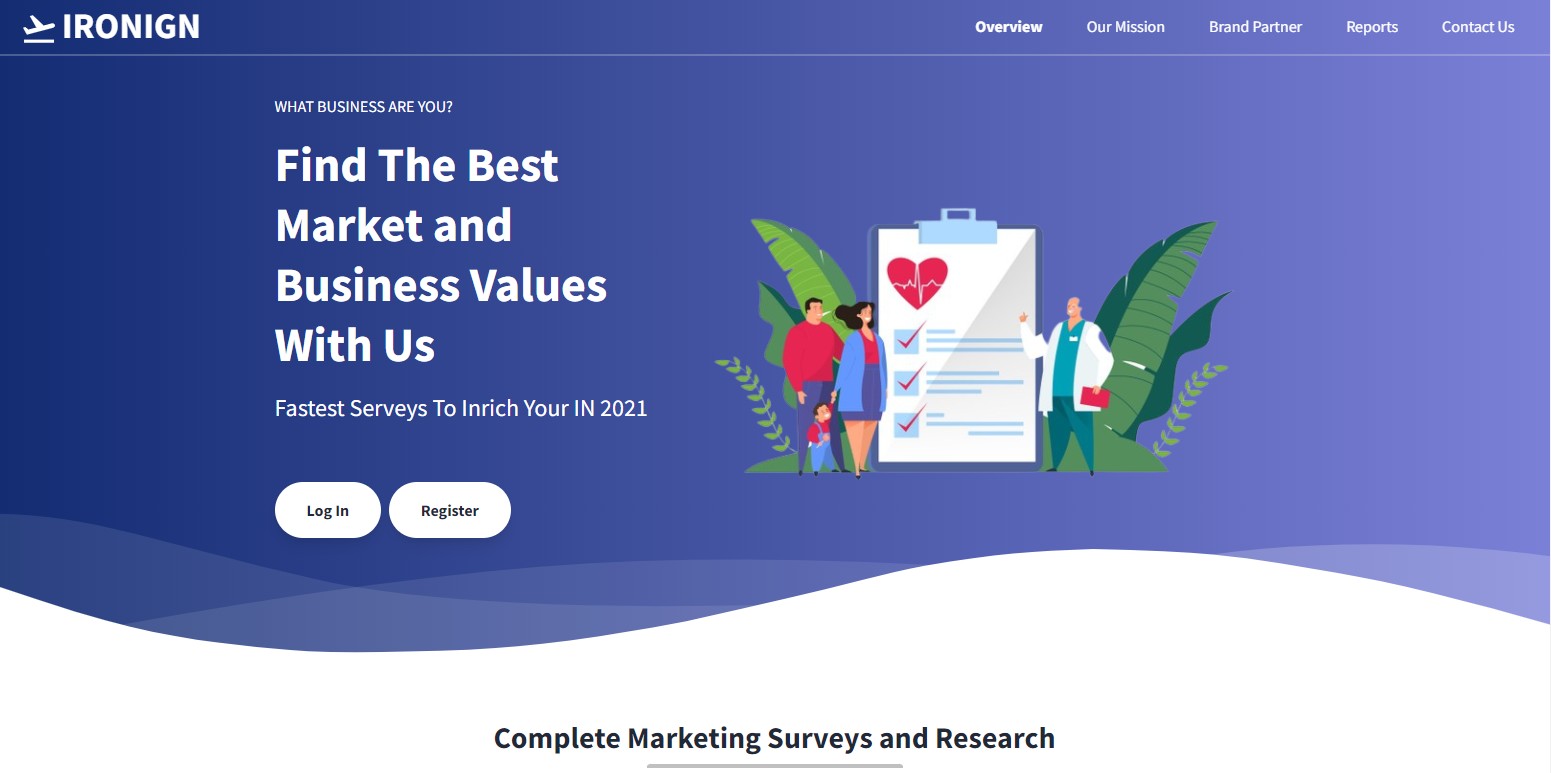 IRONIGN
Overview
Our Mission
Brand Partner
Reports
Contact Us
WHAT BUSINESS ARE YOU?
Find The Best
Market and
Business Values
With Us
Fastest Serveys To Inrich Your IN 2021
Log In
Register
Complete Marketing Surveys and Research